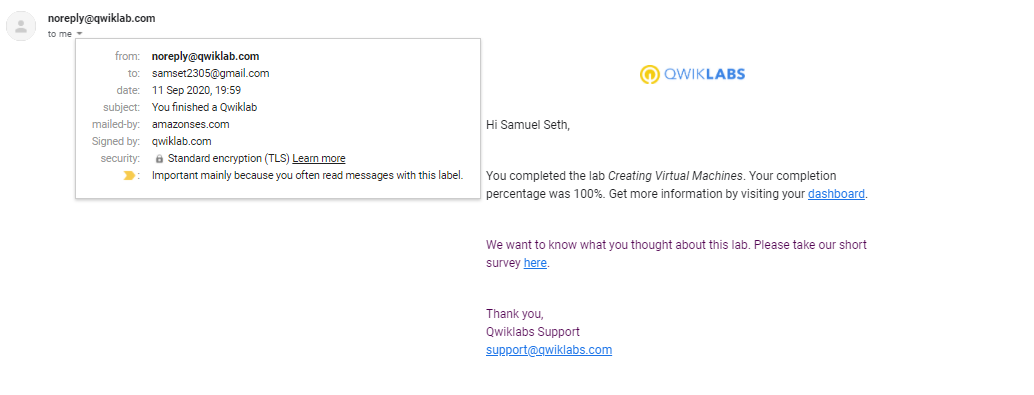 noreply@qwiklab.com
to me
from: noreply@qwiklab.com
to: samset2305@gmail.com
date: 11 Sep 2020, 19:59
subject: You finished a Qwiklab
mailed-by: amazonses.com
Signed by: qwiklab.com
security: Standard encryption (TLS) Learn more
: Important mainly because you often read messages with this label.
QWIKLABS
Hi Samuel Seth,
You completed the lab Creating Virtual Machines. Your completion
percentage was 100%. Get more information by visiting your dashboard.
We want to know what you thought about this lab. Please take our short
survey here.
Thank you,
Qwiklabs Support
support@qwiklabs.com